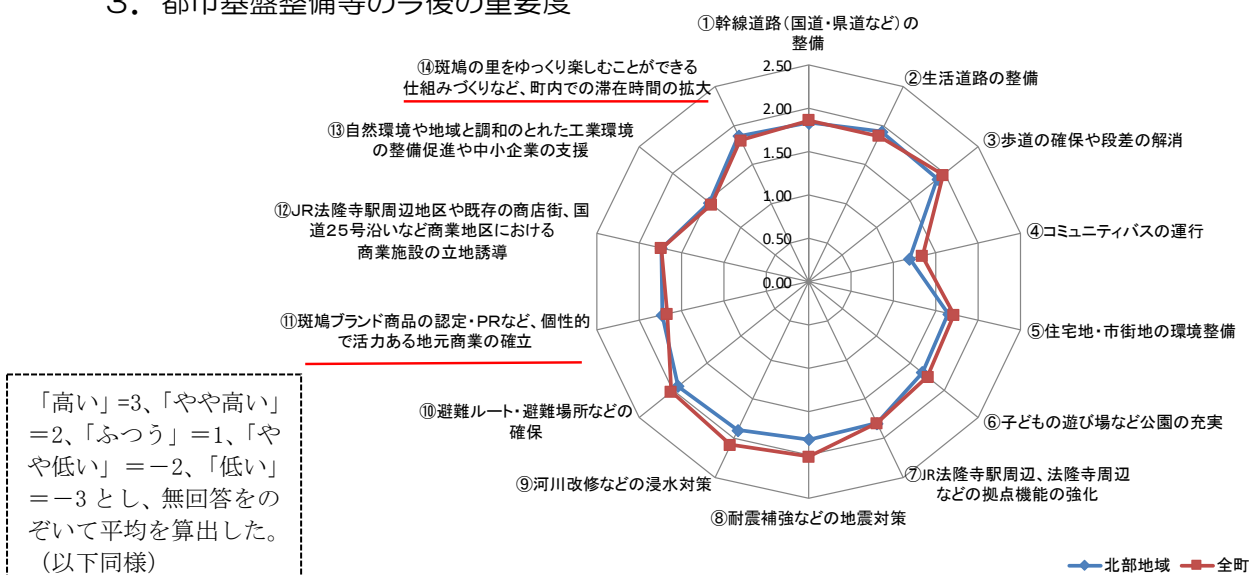 3．都市基盤整備等の今後の重要度
①幹線道路（国道・県道など）の
整備
②生活道路の整備
③歩道の確保や段差の解消
④コミュニティバスの運行
⑤住宅地・市街地の環境整備
⑥子どもの遊び場など公園の充実
⑦JR法隆寺駅周辺、法隆寺周辺
などの拠点機能の強化
⑧耐震補強などの地震対策
⑨河川改修などの浸水対策
⑩避難ルート・避難場所などの
確保
⑪斑鳩ブランド商品の認定・PRなど、個性的
で活力ある地元商業の確立
⑫JR法隆寺駅周辺地区や既存の商店街、国
道25号沿いなど商業地区における
商業施設の立地誘導
⑬自然環境や地域と調和のとれた工業環境
の整備促進や中小企業の支援
⑭斑鳩の里をゆっくり楽しむことができる
仕組みづくりなど、町内での滞在時間の拡大
2.50
2.00
1.50
1.00
0.50
0.00
「高い」=3、「やや高い」
＝2、「ふつう」＝1、「や
や低い」＝－2、「低い」
＝－3とし、無回答をの
ぞいて平均を算出した。
（以下同様）
北部地域
全町